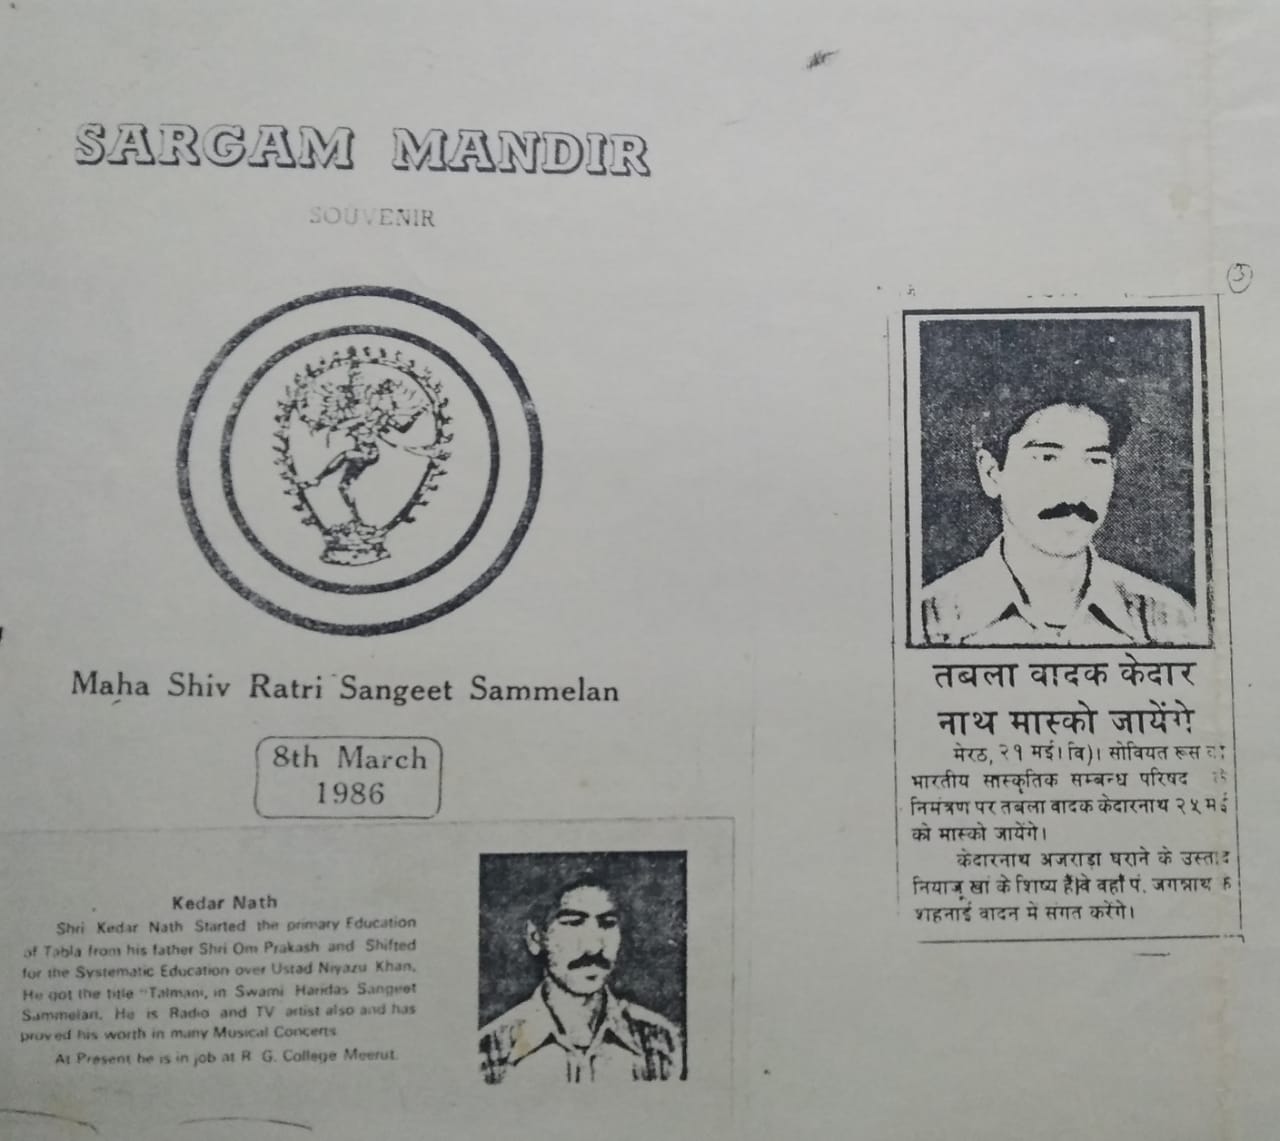 SARGAM MANDIR
SOUVENIR
Maha Shiv Ratri Sangeet Sammelan
8th March
1986
Kedar Nath
Shri Kedar Nath Started the primary Education
of Tabla from his father Shri Om Prakash and Shifted
for the Systematic Education over Ustad Niyazu Khan.
He got the title "Talmani, in Swami Haridas Sangeet
Sammelan. He is Radio and TV artist also and has
proved his worth in many Musical Concerts
At Present he is in job at R. G. College Meerut.
3
तबला वादक केदार
नाथ मास्को जायेंगे
मेरठ, २१ मई। वि)। सोवियत रूस
भारतीय सास्कृतिक सम्बन्ध परिषद
निमंत्रण पर तबला वादक केदारनाथ २५ मई
को मास्को जायेंगे।
केदारनाथ अजराड़ा घराने के उस्ताद
नियाजू खां के शिष्य हैं।वे वहाँ पं. जगन्नाथ
शहनाई वादन में संगत करेंगे।